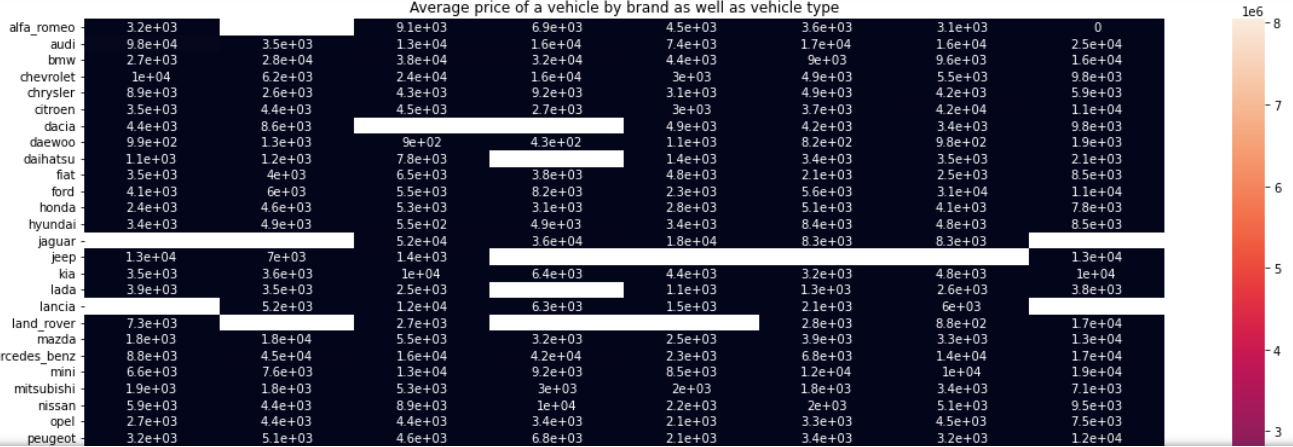 Average price of a vehicle by brand as well as vehicle type
1e6
alfa_romeo 3.2e+03 9.1e+03 6.9e+03 4.5e+03 3.6e+03 3.1e+03 0 8
audi 9.8e+04 3.5e+03 1.3e+04 1.6e+04 7.4e+03 1.7e+04 1.6e+04 2.5e+04
bmw 2.7e+03 2.8e+04 3.8e+04 3.2e+04 4.4e+03 9e+03 9.6e+03 1.6e+04
chevrolet 1e+04 6.2e+03 2.4e+04 1.6e+04 3e+03 4.9e+03 5.5e+03 9.8e+03
chrysler 8.9e+03 2.6e+03 4.3e+03 9.2e+03 3.1e+03 4.9e+03 4.2e+03 5.9e+03
7
citroen 3.5e+03 4.4e+03 4.5e+03 2.7e+03 3e+03 3.7e+03 4.2e+04 1.1e+04
dacia 4.4e+03 8.6e+03 4.9e+03 4.2e+03 3.4e+03 9.8e+03
daewoo 9.9e+02 1.3e+03 9e+02 4.3e+02 1.1e+03 8.2e+02 9.8e+02 1.9e+03
daihatsu 1.1e+03 1.2e+03 7.8e+03 1.4e+03 3.4e+03 3.5e+03 2.1e+03
fiat 3.5e+03 4e+03 6.5e+03 3.8e+03 4.8e+03 2.1e+03 2.5e+03 8.5e+03
ford 4.1e+03 6e+03 5.5e+03 8.2e+03 2.3e+03 5.6e+03 3.1e+04 1.1e+04 6
honda 2.4e+03 4.6e+03 5.3e+03 3.1e+03 2.8e+03 5.1e+03 4.1e+03 7.8e+03
hyundai 3.4e+03 4.9e+03 5.5e+02 4.9e+03 3.4e+03 8.4e+03 4.8e+03 8.5e+03
jaguar 5.2e+04 3.6e+04 1.8e+04 8.3e+03 8.3e+03
jeep 1.3e+04 7e+03 1.4e+03 1.3e+04
5
kia 3.5e+03 3.6e+03 1e+04 6.4e+03 4.4e+03 3.2e+03 4.8e+03 1e+04
lada 3.9e+03 3.5e+03 2.5e+03 1.1e+03 1.3e+03 2.6e+03 3.8e+03
lancia 5.2e+03 1.2e+04 6.3e+03 1.5e+03 2.1e+03 6e+03
land_rover 7.3e+03 2.7e+03 2.8e+03 8.8e+02 1.7e+04
mazda 1.8e+03 1.8e+04 5.5e+03 3.2e+03 2.5e+03 3.9e+03 3.3e+03 1.3e+04
rcedes_benz 8.8e+03 4.5e+04 1.6e+04 4.2e+04 2.3e+03 6.8e+03 1.4e+04 1.7e+04 4
mini 6.6e+03 7.6e+03 1.3e+04 9.2e+03 8.5e+03 1.2e+04 1e+04 1.9e+04
mitsubishi 1.9e+03 1.8e+03 5.3e+03 3e+03 2e+03 1.8e+03 3.4e+03 7.1e+03
nissan 5.9e+03 4.4e+03 8.9e+03 1e+04 2.2e+03 2e+03 5.1e+03 9.5e+03
opel 2.7e+03 4.4e+03 4.4e+03 3.4e+03 2.1e+03 3.3e+03 4.5e+03 7.5e+03
peugeot 3.2e+03 5.1e+03 4.6e+03 6.8e+03 2.1e+03 3.4e+03 3.2e+03 1.2e+04 3